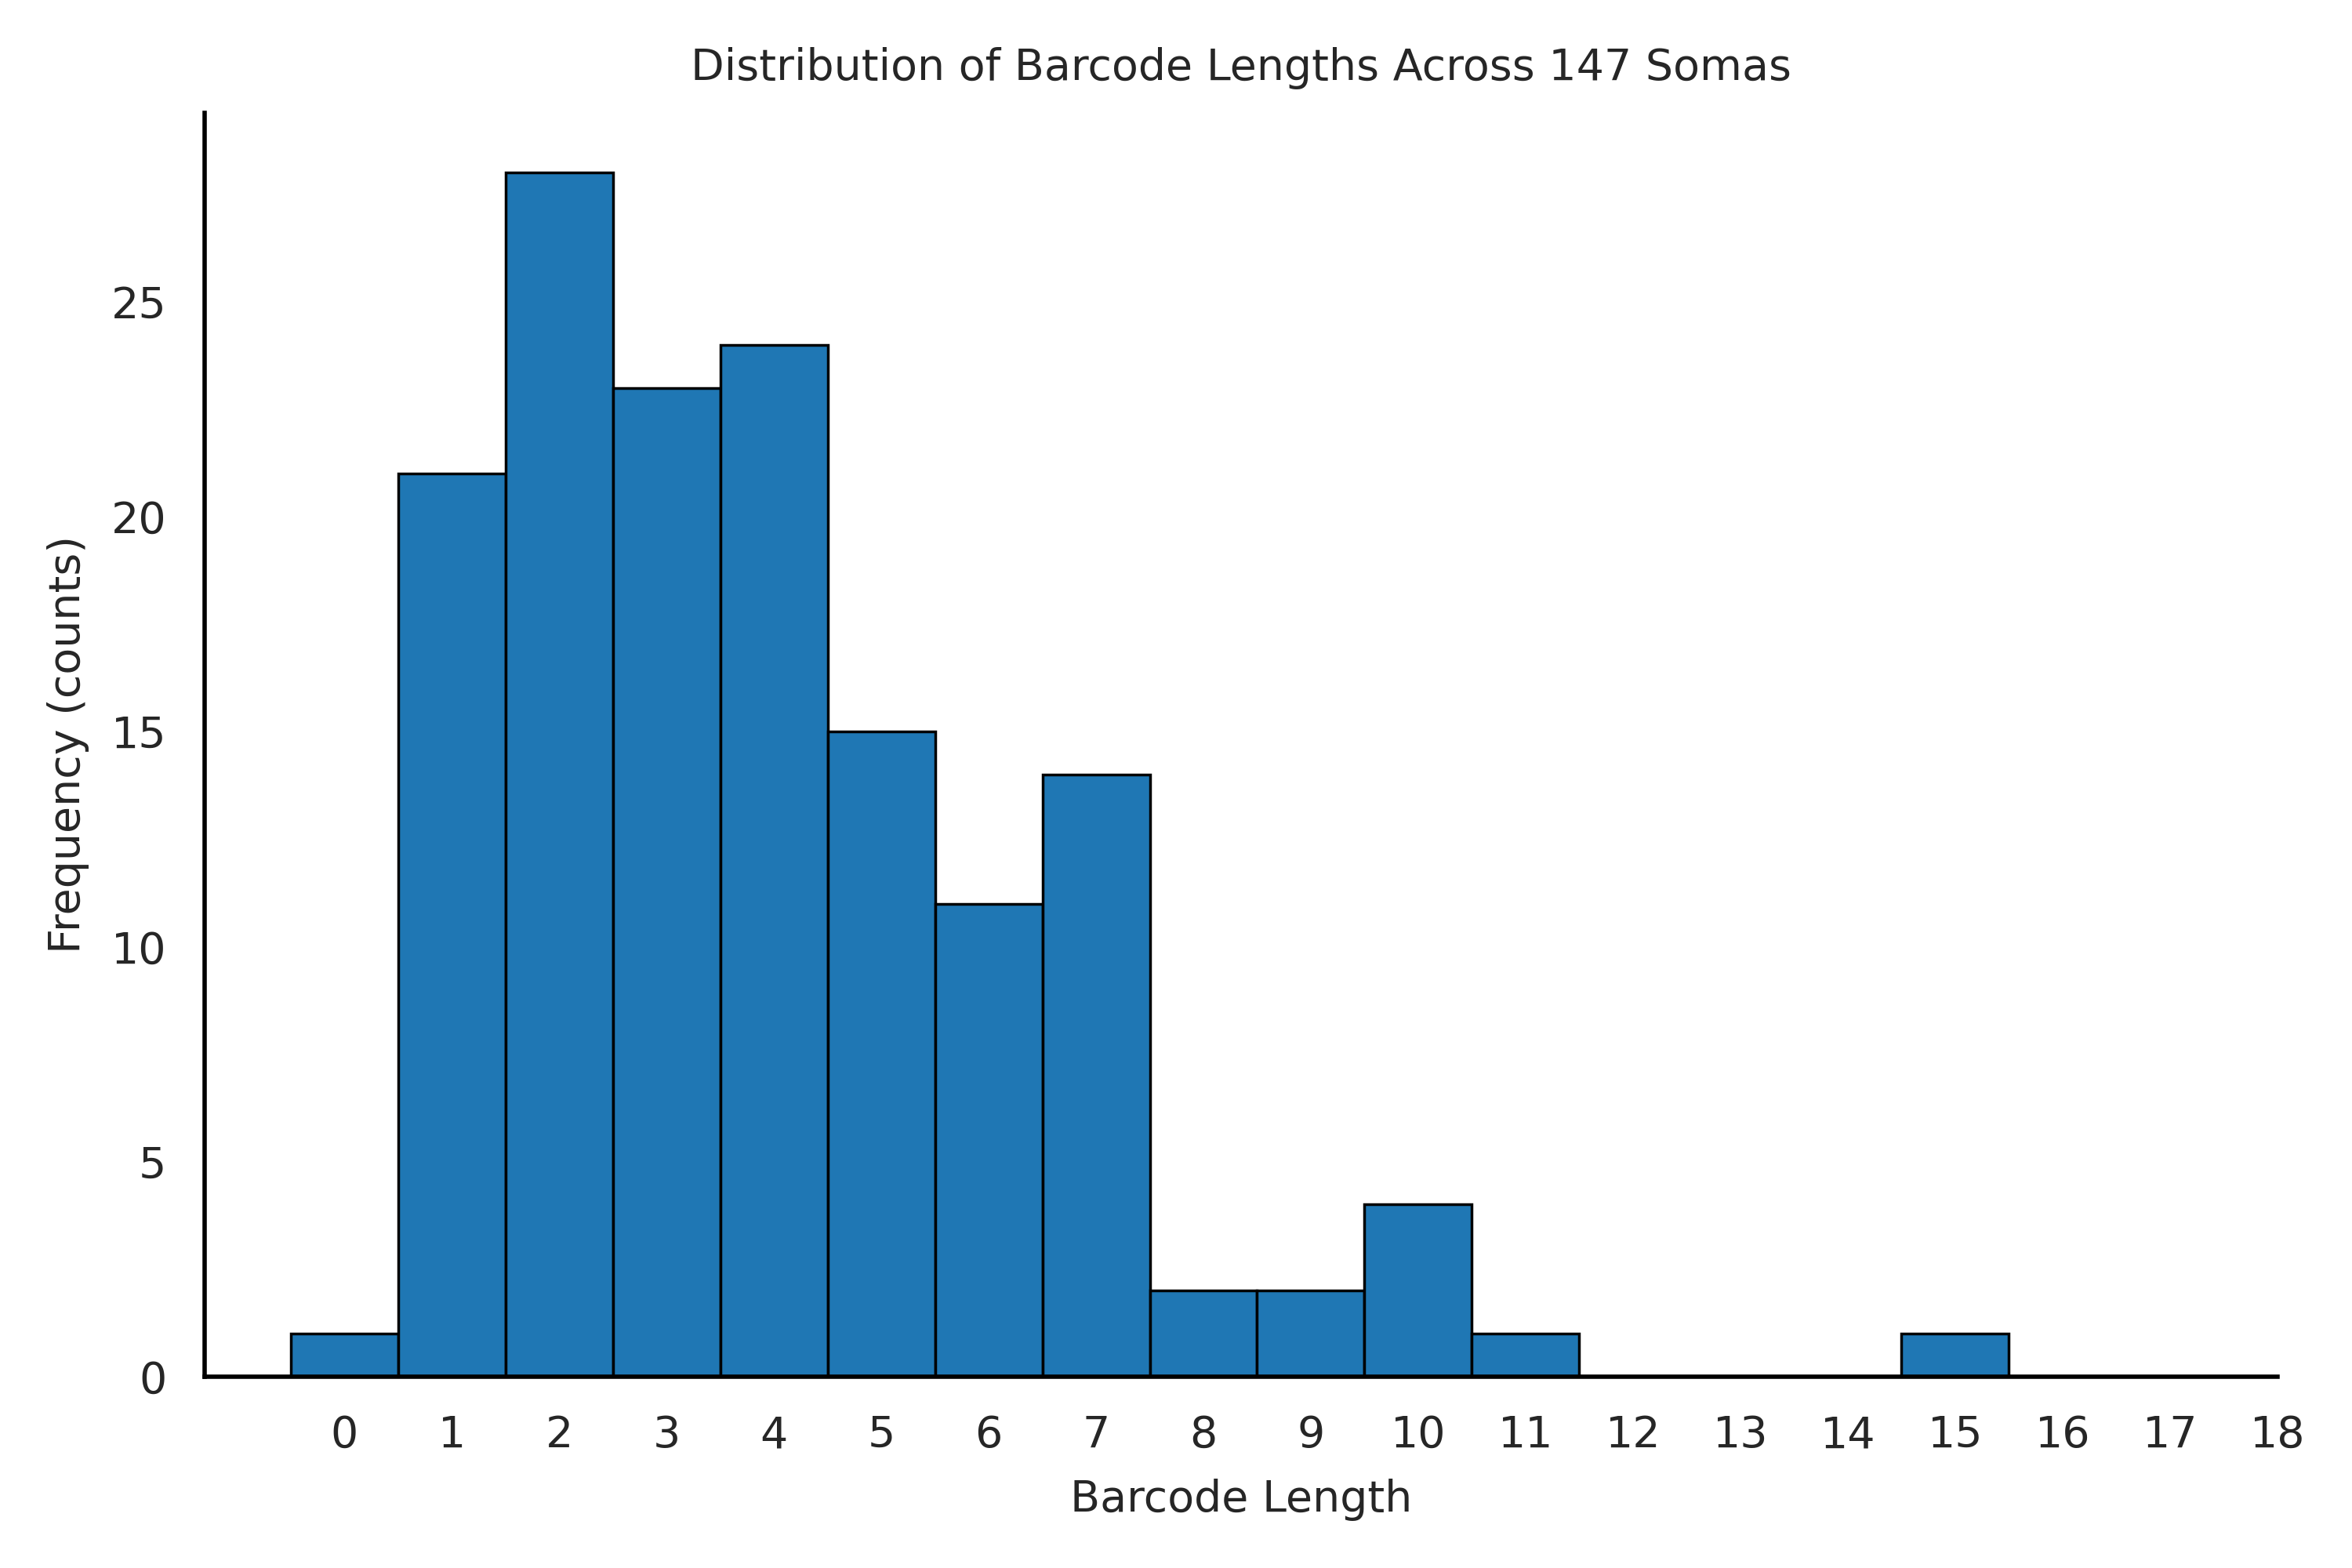 Distribution of Barcode Lengths Across 147 Somas
Frequency (counts)
25
20
15
10
5
0
0 1 2 3 4 5 6 7 8 9 10 11 12 13 14 15 16 17 18
Barcode Length